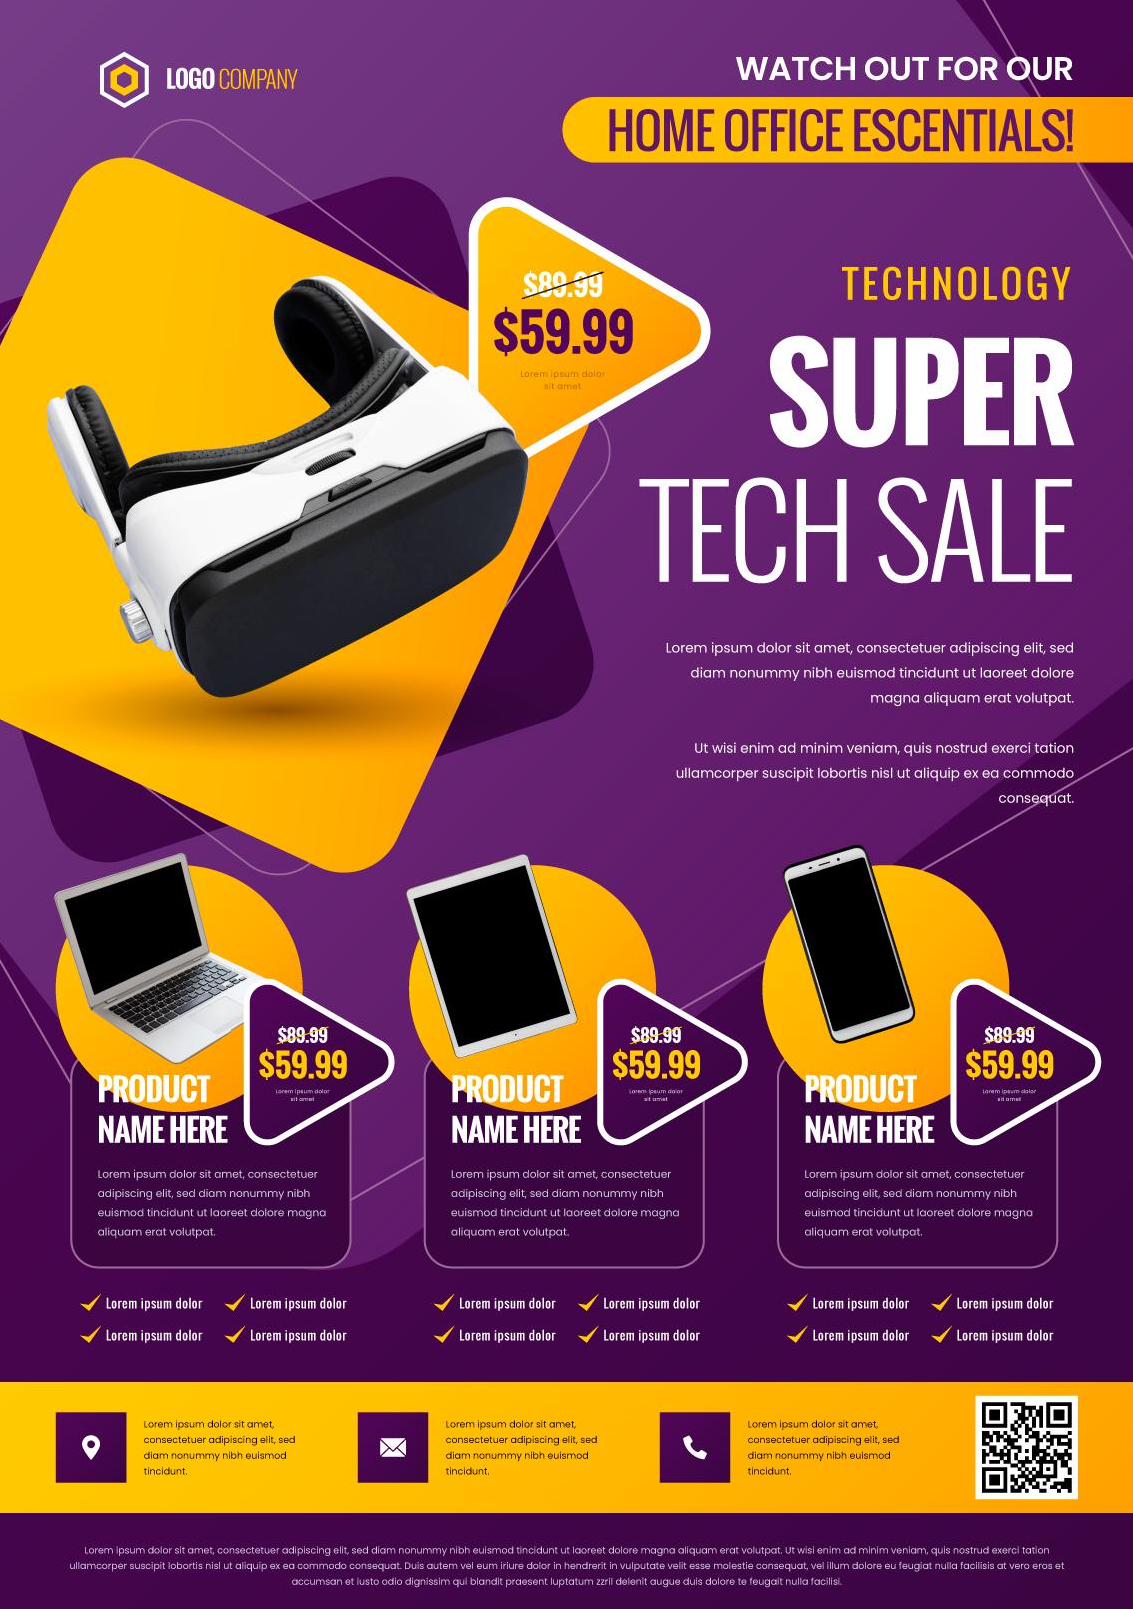 LOGO COMPANY
WATCH OUT FOR OUR
HOME OFFICE ESCENTIALS!
$89.99
$59.99
Lorem ipsum dolor
sit amet
TECHNOLOGY
SUPER
TECH SALE
Lorem ipsum dolor sit amet, consectetuer adipiscing elit, sed
diam nonummy nibh euismod tincidunt ut laoreet dolore
magna aliquam erat volutpat.
Ut wisi enim ad minim veniam, quis nostrud exerci tation
ullamcorper suscipit lobortis nisl ut aliquip ex ea commodo
consequat.
$89.99
$59.99
Lorem ipsum dolor
sit amet
PRODUCT
NAME HERE
Lorem ipsum dolor sit amet, consectetuer
adipiscing elit, sed diam nonummy nibh
euismod tincidunt ut laoreet dolore magna
aliquam erat volutpat.
Lorem ipsum dolor
Lorem ipsum dolor
Lorem ipsum dolor
Lorem ipsum dolor
$89.99
$59.99
Lorem ipsum dolor
sit amet
PRODUCT
NAME HERE
Lorem ipsum dolor sit amet, consectetuer
adipiscing elit, sed diam nonummy nibh
euismod tincidunt ut laoreet dolore magna
aliquam erat volutpat.
Lorem ipsum dolor
Lorem ipsum dolor
Lorem ipsum dolor
Lorem ipsum dolor
$89.99
$59.99
Lorem ipsum dolor
sit amet
PRODUCT
NAME HERE
Lorem ipsum dolor sit amet, consectetuer
adipiscing elit, sed diam nonummy nibh
euismod tincidunt ut laoreet dolore magna
aliquam erat volutpat.
Lorem ipsum dolor
Lorem ipsum dolor
Lorem ipsum dolor
Lorem ipsum dolor
Lorem ipsum dolor sit amet,
consectetuer adipiscing elit, sed
diam nonummy nibh euismod
tincidunt.
Lorem ipsum dolor sit amet,
consectetuer adipiscing elit, sed
diam nonummy nibh euismod
tincidunt.
Lorem ipsum dolor sit amet,
consectetuer adipiscing elit, sed
diam nonummy nibh euismod
tincidunt.
Lorem ipsum dolor sit amet, consectetuer adipiscing elit, sed diam nonummy nibh euismod tincidunt ut laoreet dolore magna aliquam erat volutpat. Ut wisi enim ad minim veniam, quis nostrud exerci tation
ullamcorper suscipit lobortis nisl ut aliquip ex ea commodo consequat. Duis autem vel eum iriure dolor in hendrerit in vulputate velit esse molestie consequat, vel illum dolore eu feugiat nulla facilisis at vero eros et
accumsan et iusto odio dignissim qui blandit praesent luptatum zzril delenit augue duis dolore te feugait nulla facilisi.